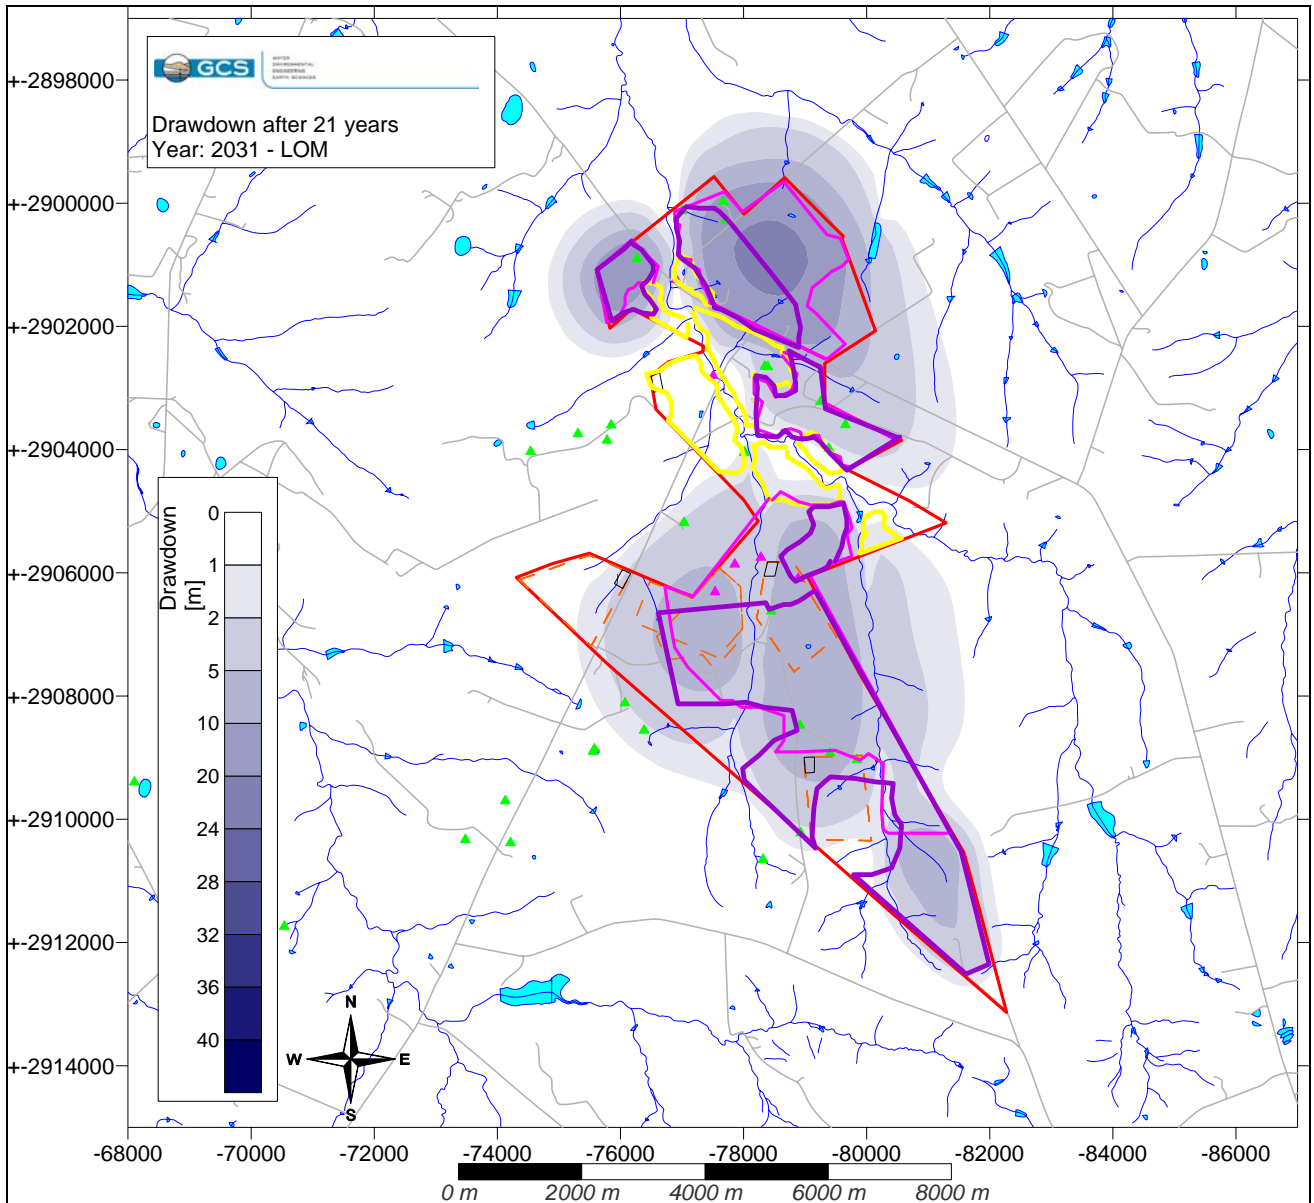 GCS
WATER
ENVIRONMENTAL
ENGINEERING
EARTH SCIENCES
Drawdown after 21 years
Year: 2031 - LOM
+-2898000
+-2900000
+-2902000
+-2904000
+-2906000
+-2908000
+-2910000
+-2912000
+-2914000
Drawdown
[m]
0
1
2
5
10
20
24
28
32
36
40
N
W
E
S
-68000
-70000
-72000
-74000
-76000
-78000
-80000
-82000
-84000
-86000
0 m
2000 m
4000 m
6000 m
8000 m